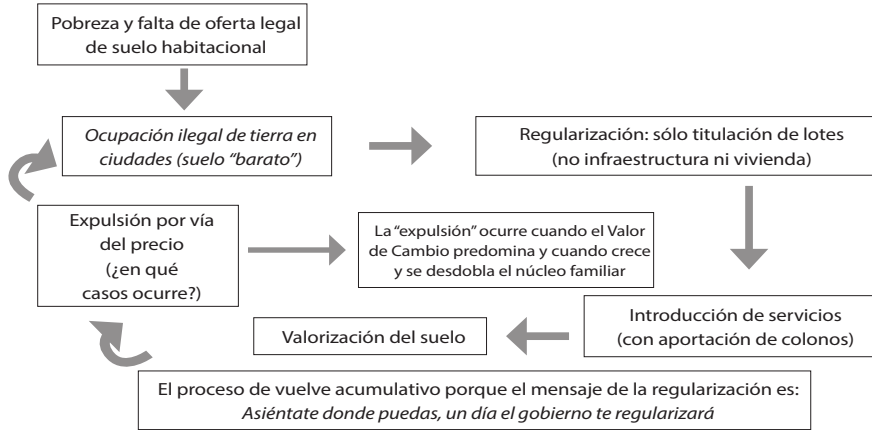 Pobreza y falta de oferta legal
de suelo habitacional
Ocupación ilegal de tierra en
ciudades (suelo “barato”)
Regularización: sólo titulación de lotes
(no infraestructura ni vivienda)
Expulsión por vía
del precio
(¿en qué
casos ocurre?)
La “expulsión” ocurre cuando el Valor
de Cambio predomina y cuando crece
y se desdobla el núcleo familiar
Introducción de servicios
(con aportación de colonos)
Valorización del suelo
El proceso de vuelve acumulativo porque el mensaje de la regularización es:
Asiéntate donde puedas, un día el gobierno te regularizará